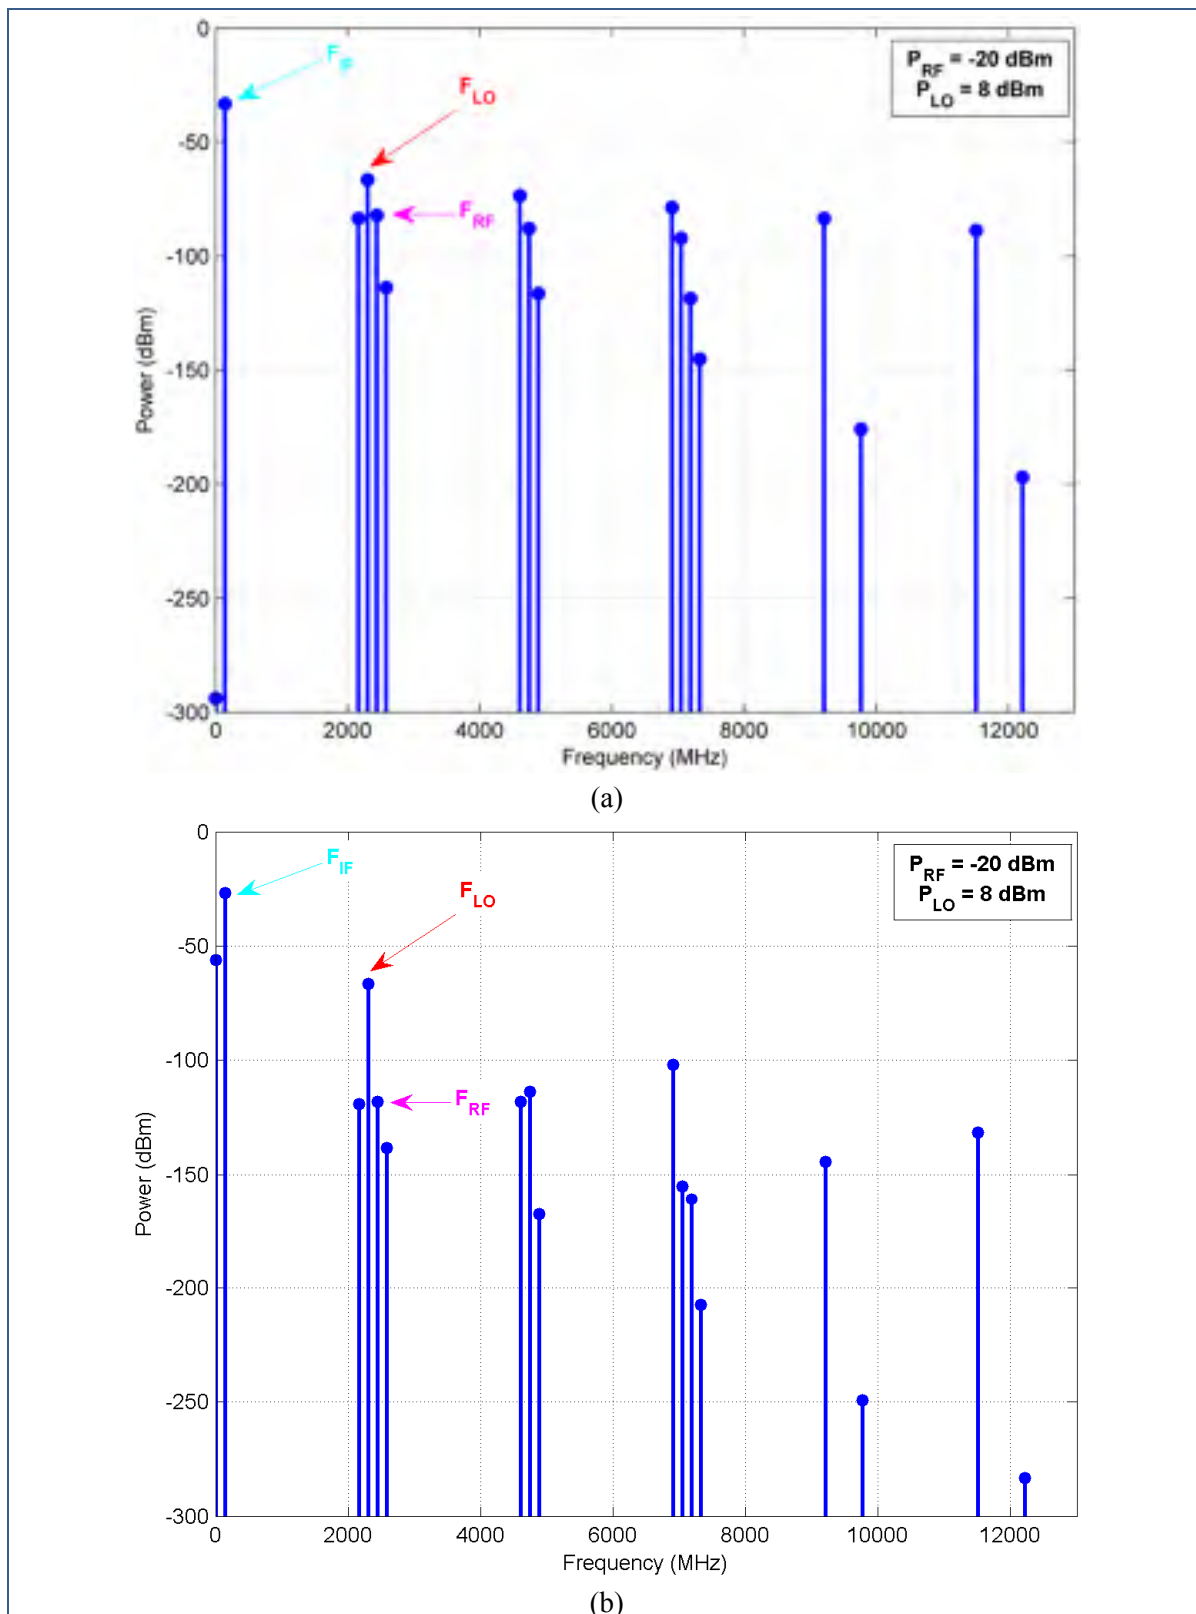 0
F_IF
F_LO
P_RF = -20 dBm
P_LO = 8 dBm
-50
F_RF
-100
Power (dBm)
-150
-200
-250
-300
0 2000 4000 6000 8000 10000 12000
Frequency (MHz)
(a)
0
F_IF
F_LO
P_RF = -20 dBm
P_LO = 8 dBm
-50
F_RF
-100
Power (dBm)
-150
-200
-250
-300
0 2000 4000 6000 8000 10000 12000
Frequency (MHz)
(b)